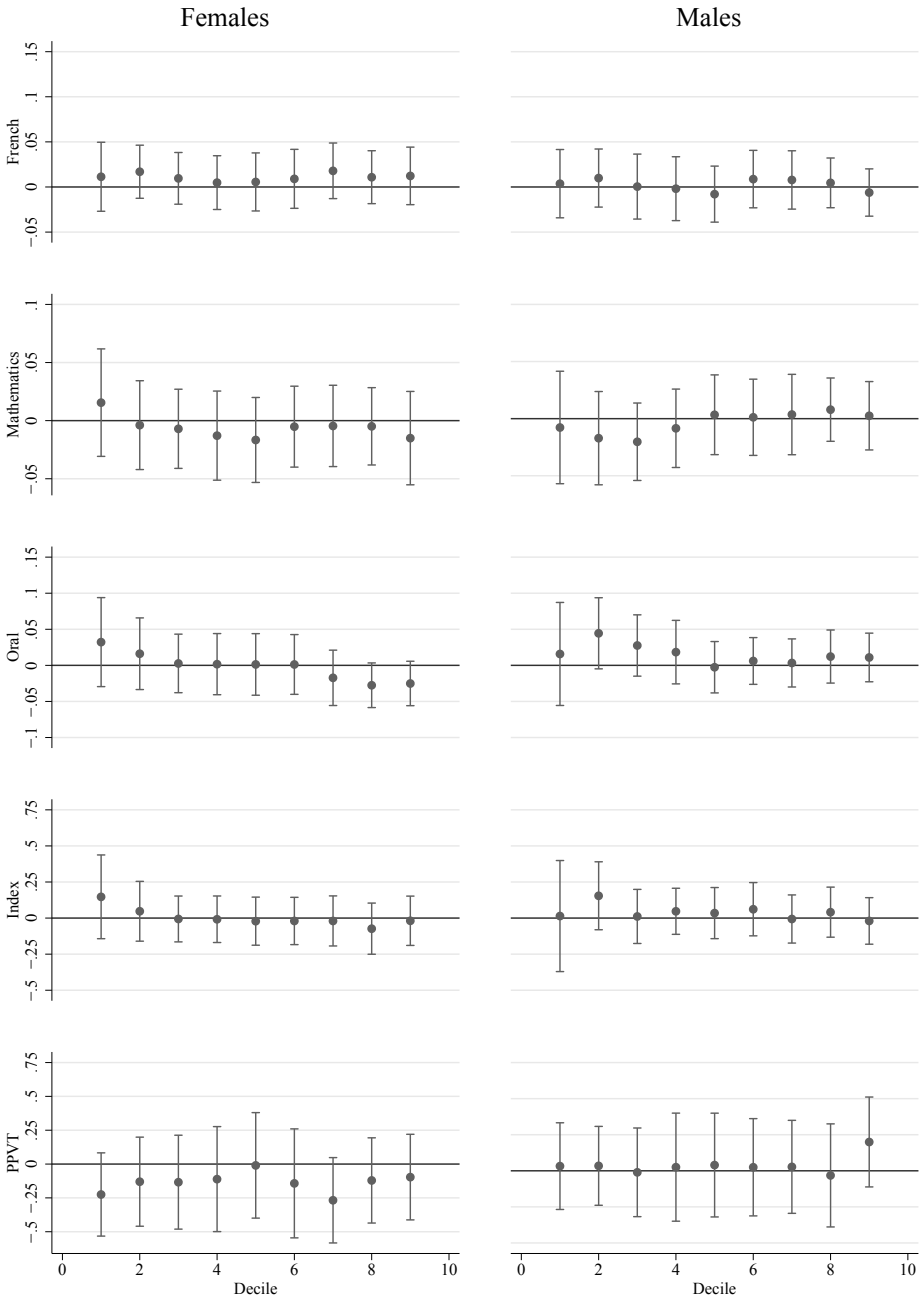 Females
Males
French
.15
.1
.05
0
−.05
Mathematics
.1
.05
0
−.05
Oral
.15
.1
.05
0
−.05
−.1
Index
.75
.5
.25
0
−.25
−.5
PPVT
.75
.5
.25
0
−.25
−.5
0 2 4 6 8 10
Decile
0 2 4 6 8 10
Decile